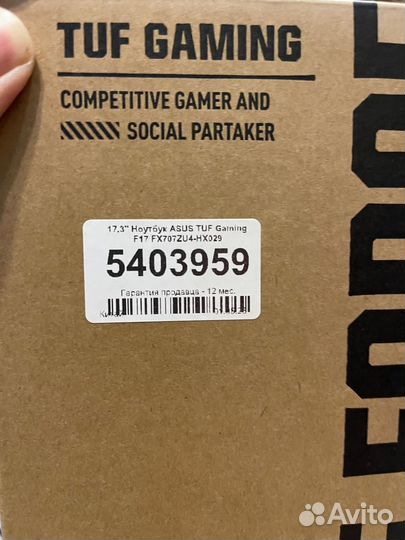 TUF GAMING
COMPETITIVE GAMER AND
SOCIAL PARTAKER
17.3" Ноутбук ASUS TUF Gaming
F17 FX707ZU4-HX029
5403959
Гарантия продавца - 12 мес.
Avito